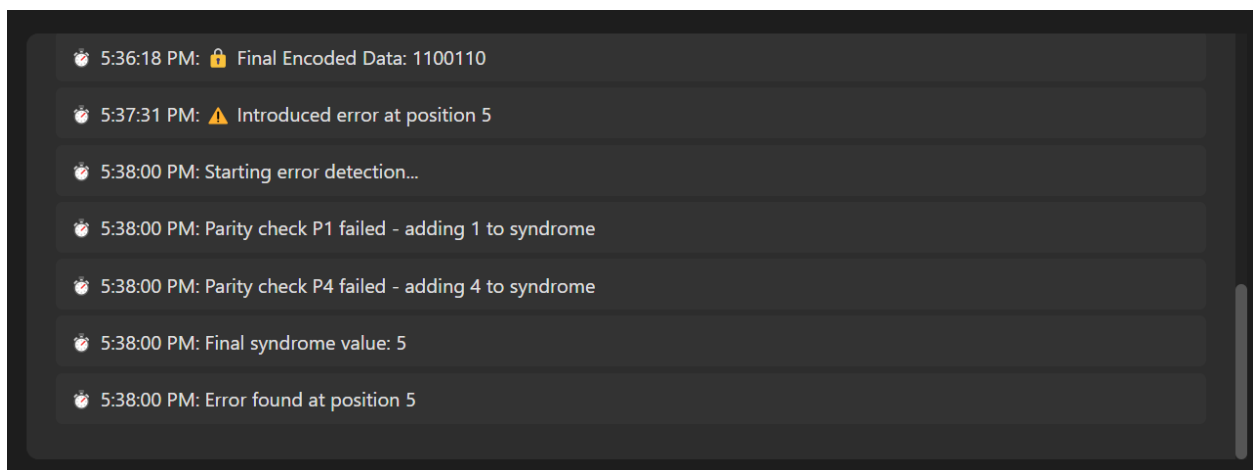 ⏱ 5:36:18 PM: 🔒 Final Encoded Data: 1100110
⏱ 5:37:31 PM: ⚠ Introduced error at position 5
⏱ 5:38:00 PM: Starting error detection...
⏱ 5:38:00 PM: Parity check P1 failed - adding 1 to syndrome
⏱ 5:38:00 PM: Parity check P4 failed - adding 4 to syndrome
⏱ 5:38:00 PM: Final syndrome value: 5
⏱ 5:38:00 PM: Error found at position 5